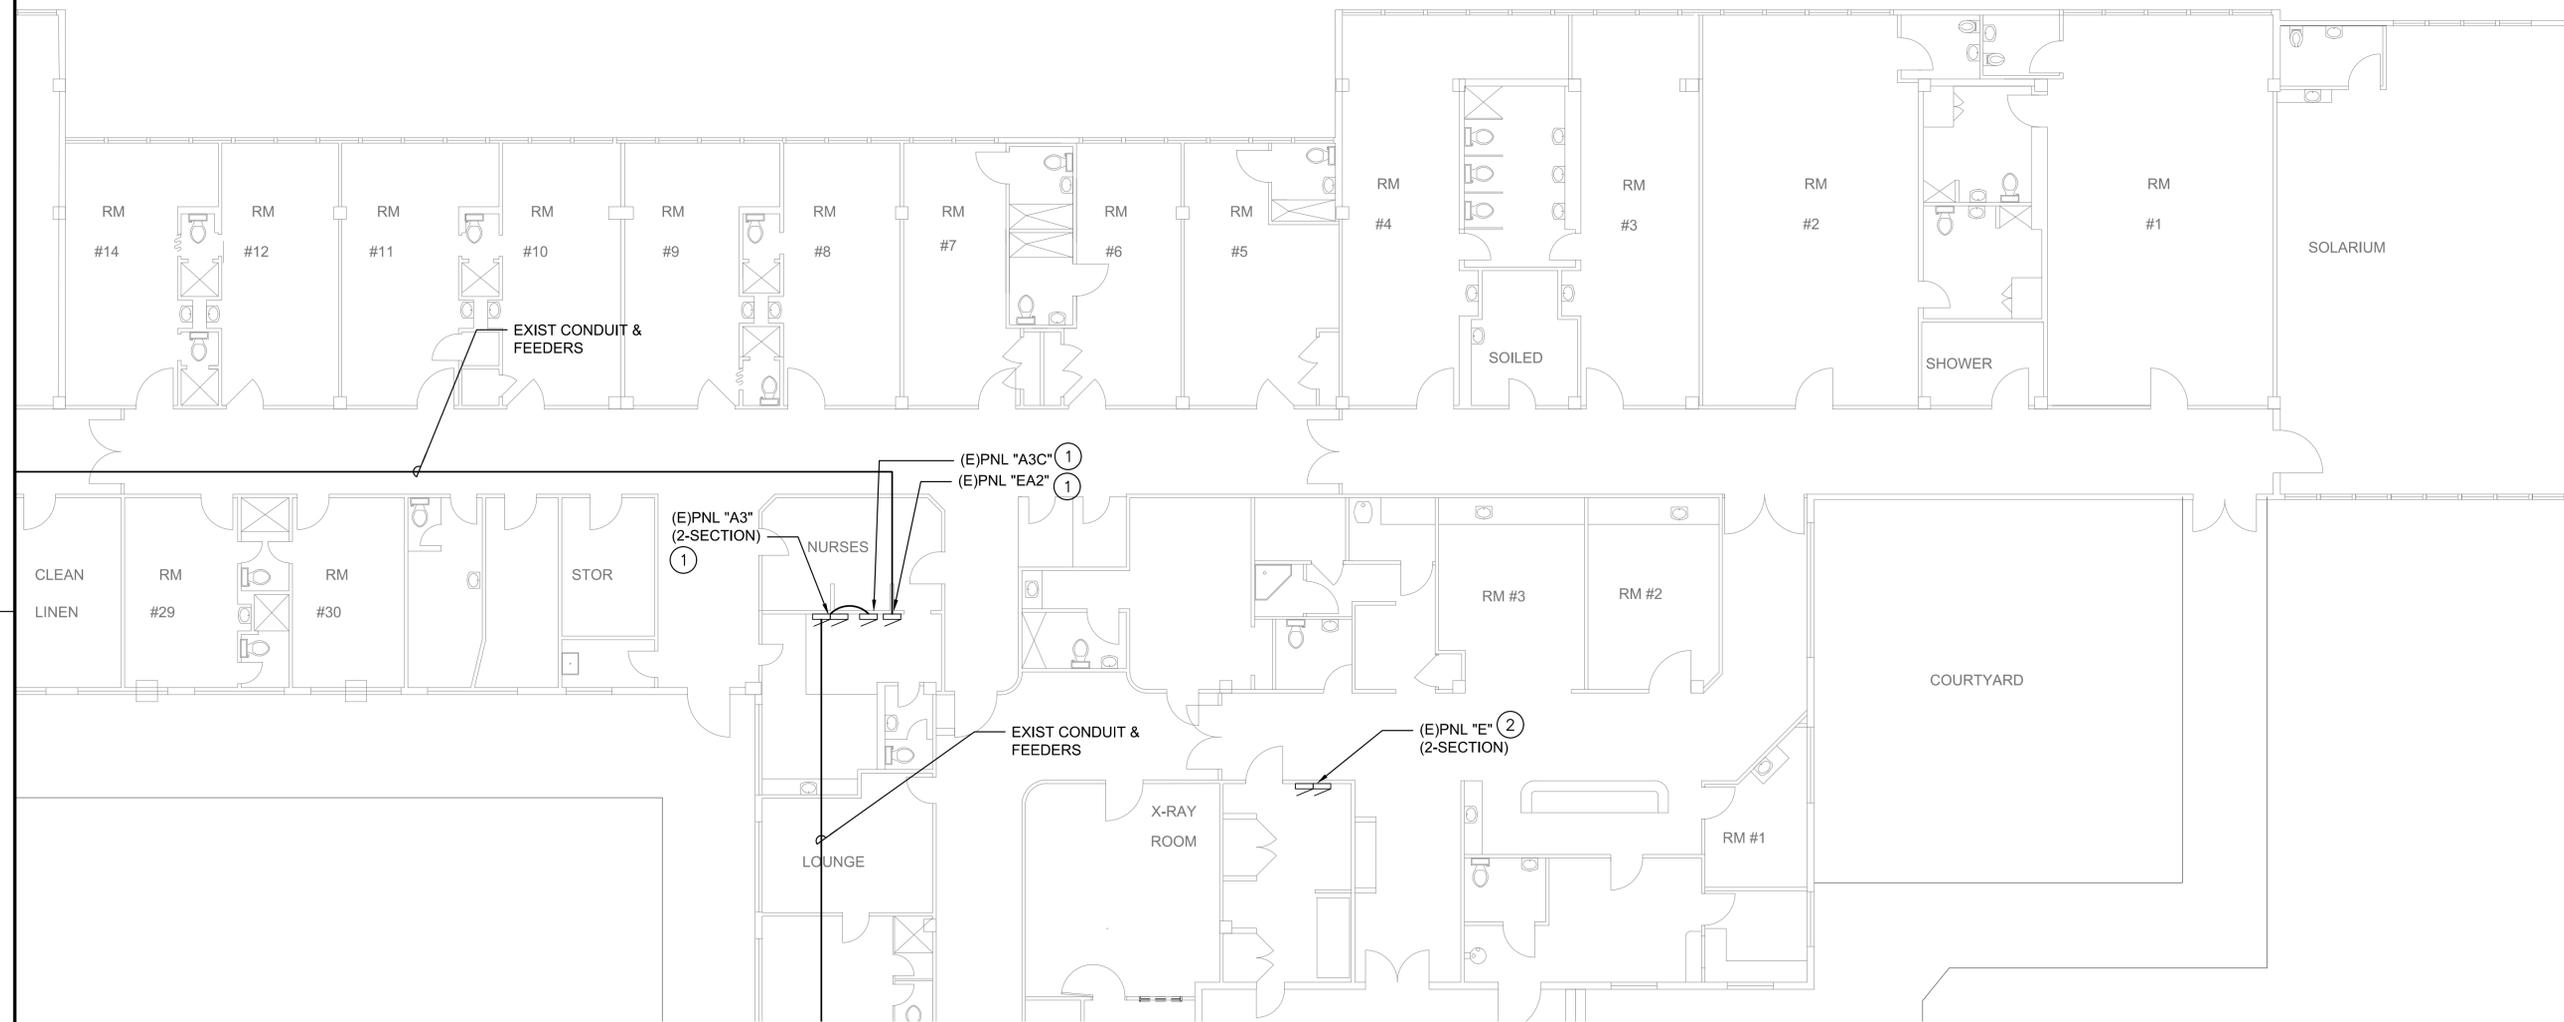 RM
#14
RM
#12
RM
#11
RM
#10
RM
#9
RM
#8
RM
#7
RM
#6
RM
#5
RM
#4
RM
#3
RM
#2
RM
#1
SOLARIUM
SOILED
SHOWER
EXIST CONDUIT &
FEEDERS
(E)PNL "A3C" 1
(E)PNL "EA2" 1
(E)PNL "A3"
(2-SECTION)
1
NURSES
CLEAN
LINEN
RM
#29
RM
#30
STOR
RM #3
RM #2
COURTYARD
EXIST CONDUIT &
FEEDERS
(E)PNL "E" 2
(2-SECTION)
X-RAY
ROOM
RM #1
LOUNGE